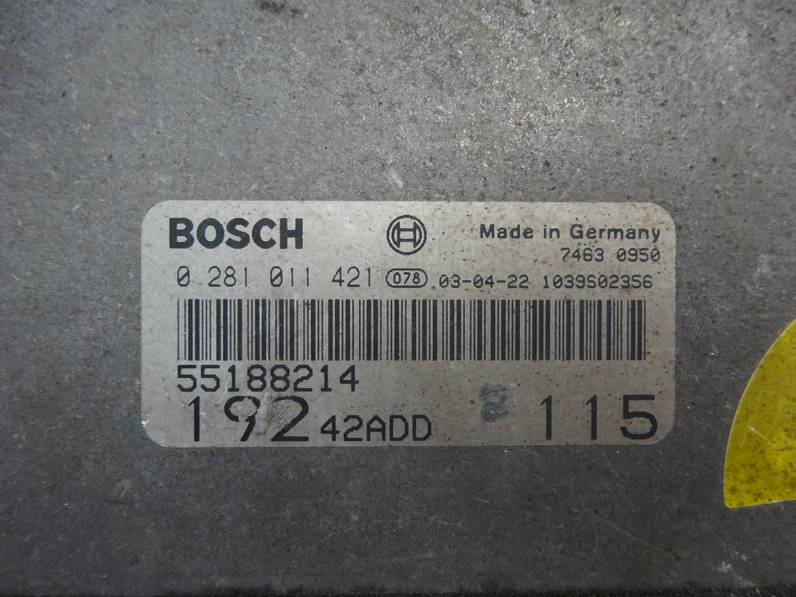 BOSCH Made in Germany
7463 0950
0 281 011 421 078 03-04-22 1039S02356
55188214
192 42ADD 115